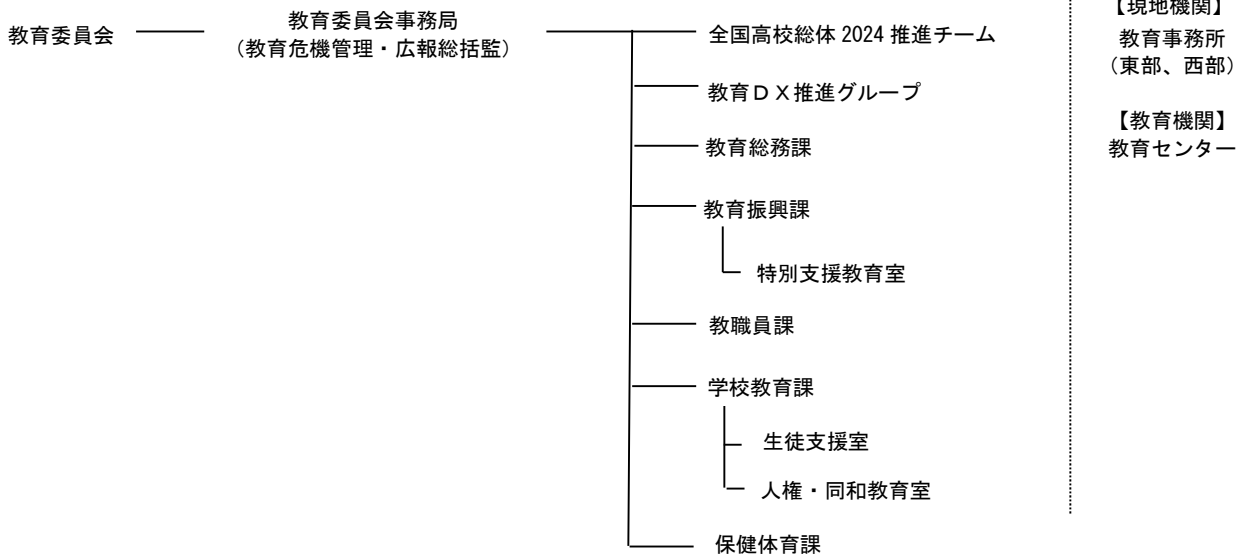 教育委員会
教育委員会事務局
（教育危機管理・広報総括監）
全国高校総体 2024 推進チーム
教育ＤＸ推進グループ
教育総務課
教育振興課
特別支援教育室
教職員課
学校教育課
生徒支援室
人権・同和教育室
保健体育課
【現地機関】
教育事務所
（東部、西部）
【教育機関】
教育センター